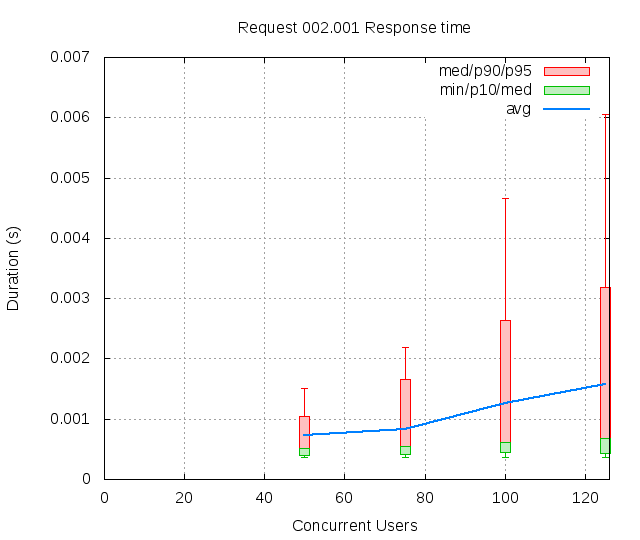 Request 002.001 Response time
0.007
med/p90/p95
min/p10/med
avg
0.006
0.005
0.004
0.003
0.002
0.001
0
Duration (s)
0 20 40 60 80 100 120
Concurrent Users